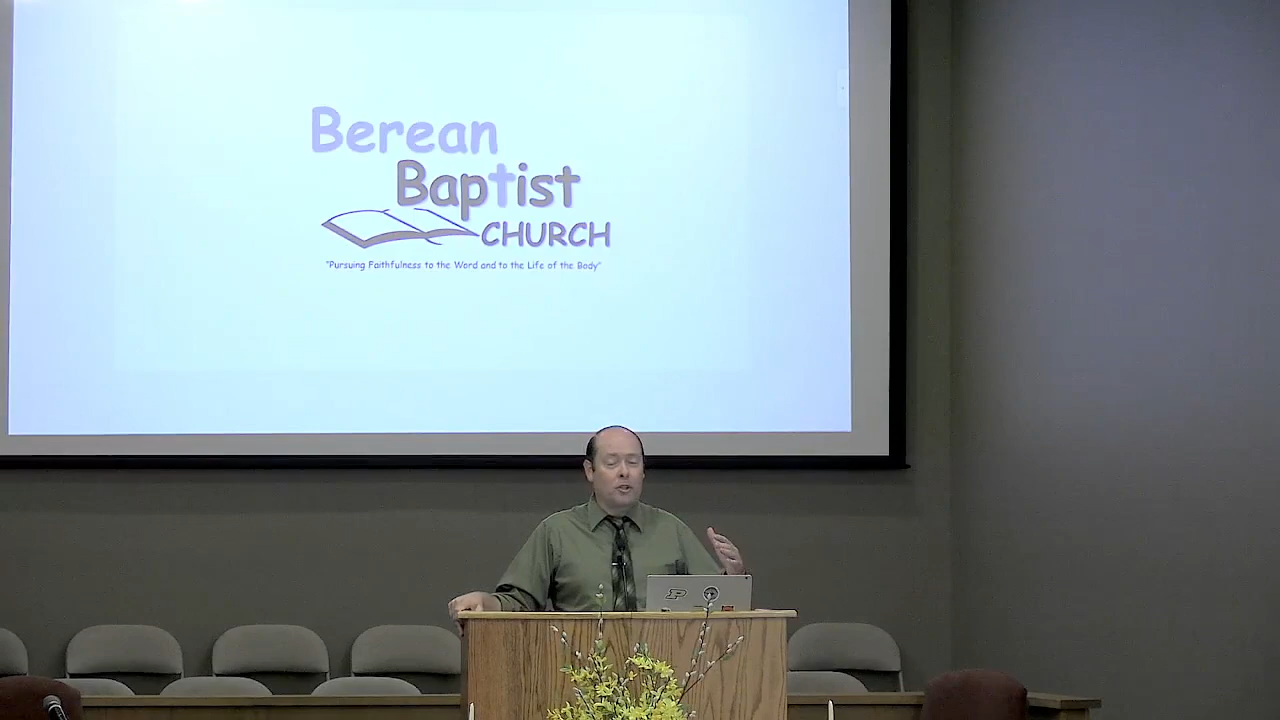 Berean
Baptist
CHURCH
"Pursuing Faithfulness to the Word and to the Life of the Body"
P